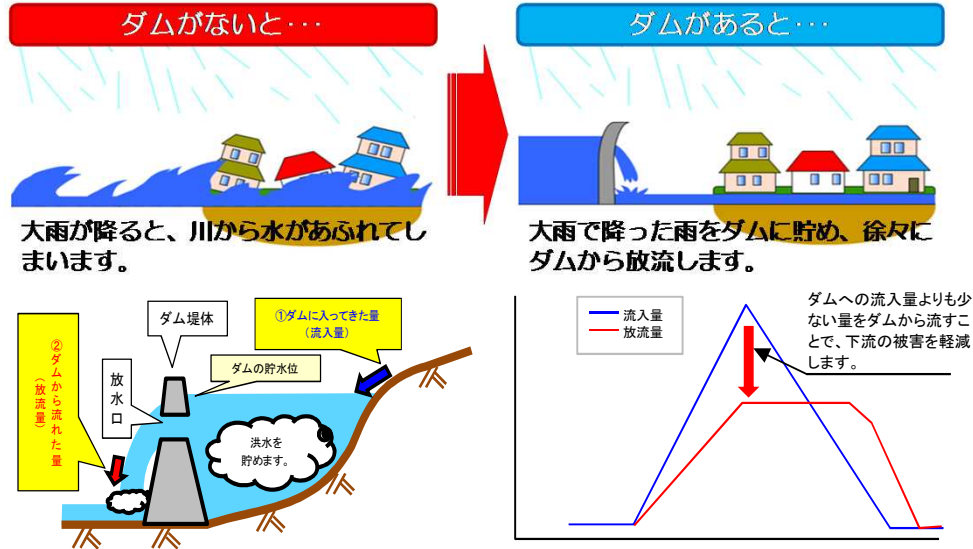 ダムがないと･･･
ダムがあると･･･
大雨が降ると、川から水があふれてし
まいます。
大雨で降った雨をダムに貯め、徐々に
ダムから放流します。
②ダムから流れた量
（放流量）
放水口
ダム堤体
①ダムに入ってきた量
（流入量）
ダムの貯水位
洪水を
貯めます。
流入量
放流量
ダムへの流入量よりも少
ない量をダムから流すこ
とで、下流の被害を軽減
します。